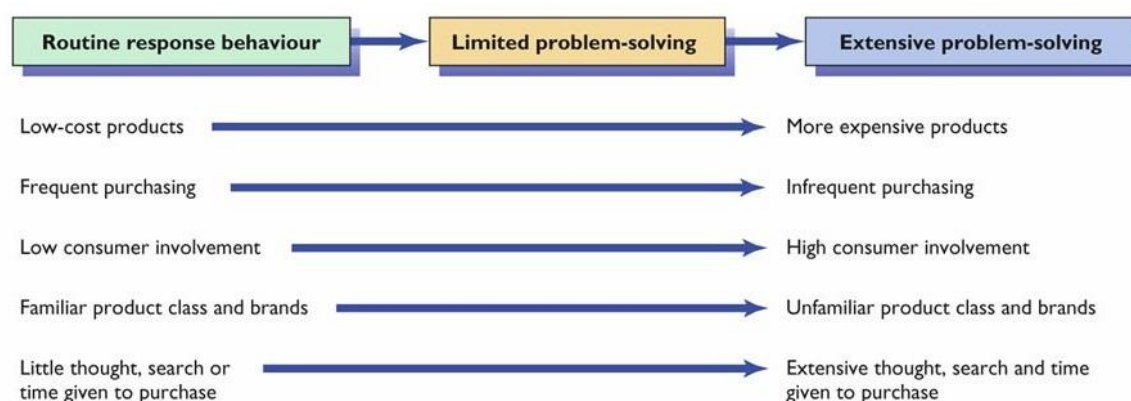 Routine response behaviour
Limited problem-solving
Extensive problem-solving
Low-cost products
More expensive products
Frequent purchasing
Infrequent purchasing
Low consumer involvement
High consumer involvement
Familiar product class and brands
Unfamiliar product class and brands
Little thought, search or
time given to purchase
Extensive thought, search and time
given to purchase